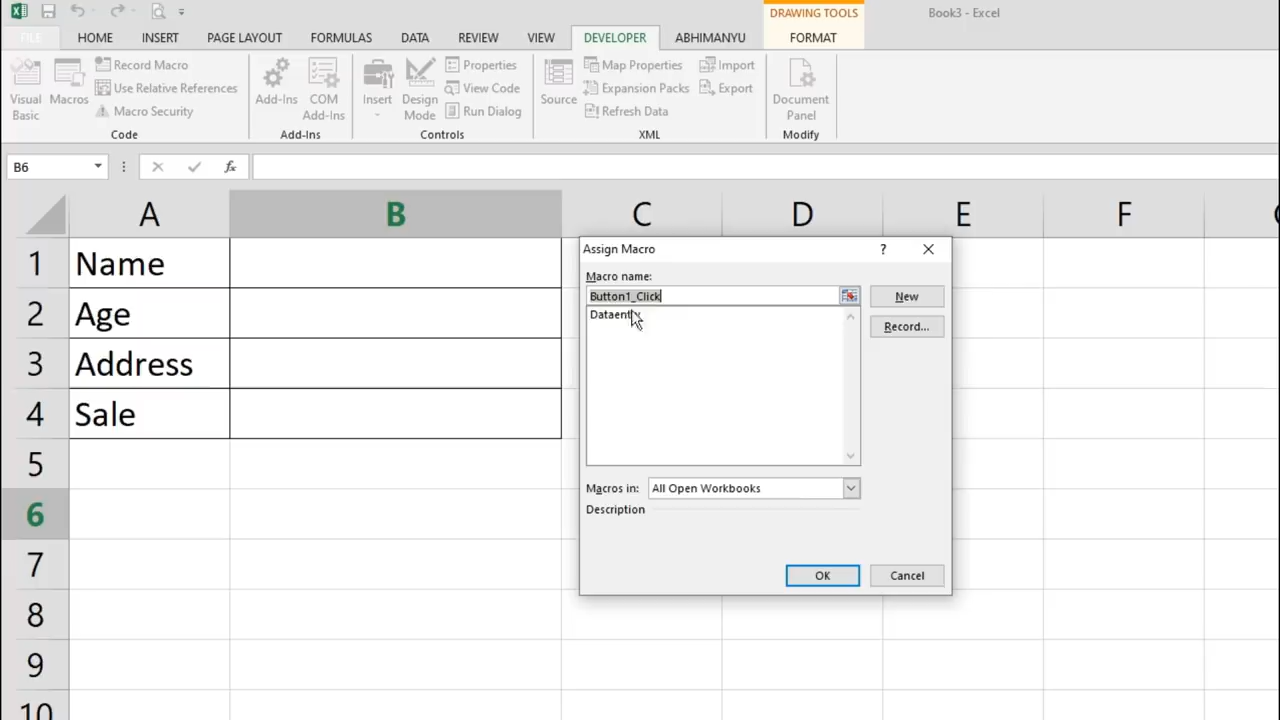 DRAWING TOOLS
Book3 - Excel
FILE HOME INSERT PAGE LAYOUT FORMULAS DATA REVIEW VIEW DEVELOPER ABHIMANYU FORMAT
Visual Basic
Macros
Record Macro
Use Relative References
Macro Security
Code
Add-Ins
COM Add-Ins
Add-Ins
Insert
Design Mode
Properties
View Code
Run Dialog
Controls
Source
Map Properties
Expansion Packs
Refresh Data
Import
Export
XML
Document Panel
Modify
B6
fx
A B C D E F
1 Name
2 Age
3 Address
4 Sale
5
6
7
8
9
10
Assign Macro
?
Macro name:
Button1_Click
New
Dataentry
Record...
Macros in: All Open Workbooks
Description
OK Cancel